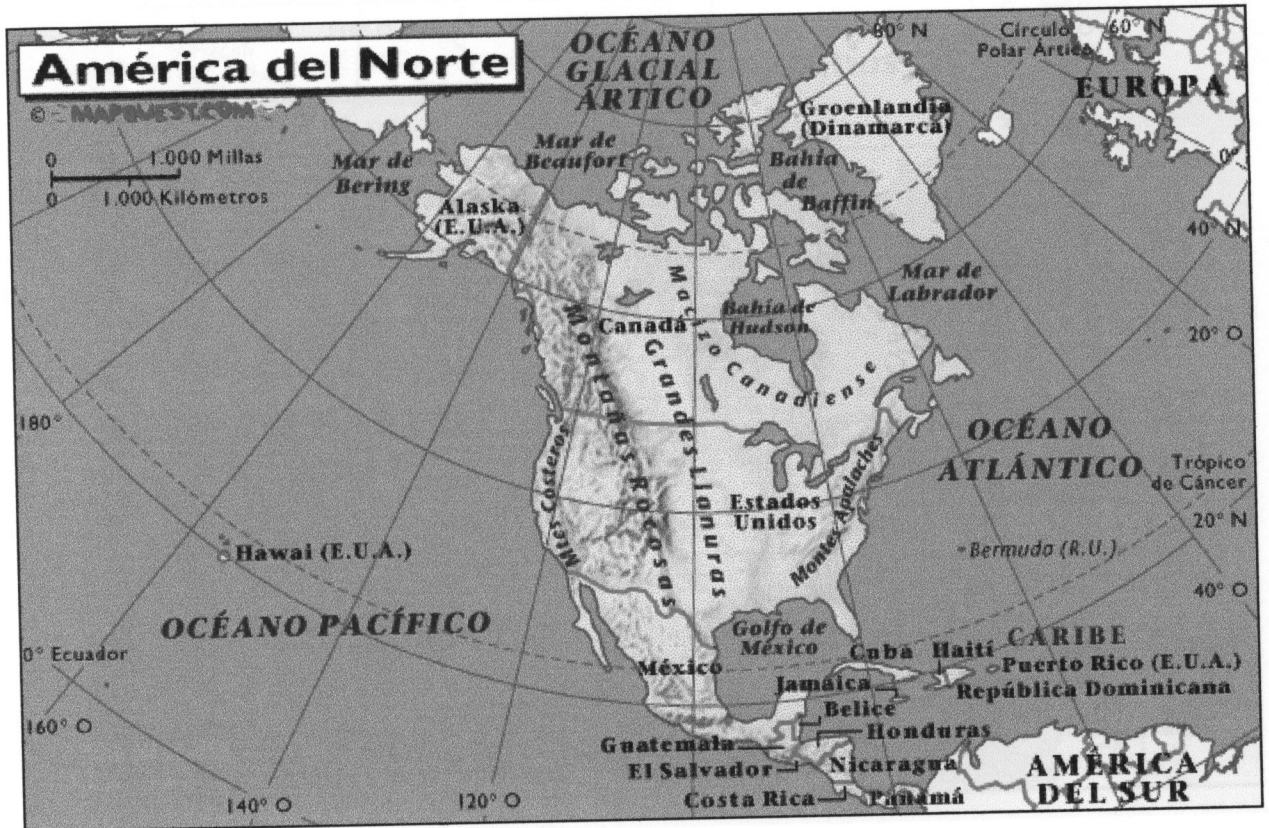 América del Norte
© MAPQUEST.COM
0 1.000 Millas
0 1.000 Kilómetros
OCÉANO
GLACIAL
ÁRTICO
80° N
Círculo
Polar Ártico
60° N
EUROPA
0°
Groenlandia
(Dinamarca)
Mar de
Bering
Mar de
Beaufort
Bahía
de
Baffin
Alaska
(E.U.A.)
40° N
Mar de
Labrador
Macizo Canadiense
Bahía de
Hudson
Canadá
20° O
Montañas Rocosas
Grandes Llanuras
180°
Mtes Costeros
OCÉANO
ATLÁNTICO
Trópico
de Cáncer
Montes Apalaches
Estados
Unidos
20° N
Hawai (E.U.A.)
Bermuda (R.U.)
40° O
OCÉANO PACÍFICO
Golfo de
México
CARIBE
0° Ecuador
México
Cuba Haití
Puerto Rico (E.U.A.)
Jamaica
República Dominicana
Belice
160° O
Honduras
Guatemala
El Salvador
Nicaragua
AMÉRICA
DEL SUR
140° O
120° O
Costa Rica
Panamá